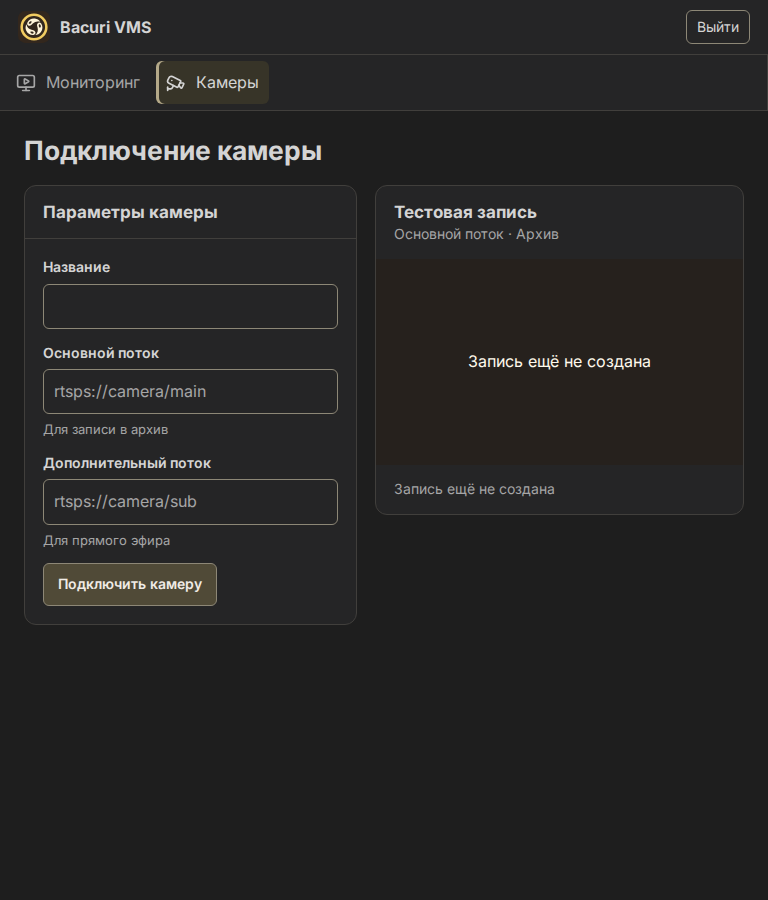 Bacuri VMS
Выйти
Мониторинг
Камеры
Подключение камеры
Параметры камеры
Название
Основной поток
rtsps://camera/main
Для записи в архив
Дополнительный поток
rtsps://camera/sub
Для прямого эфира
Подключить камеру
Тестовая запись
Основной поток · Архив
Запись ещё не создана
Запись ещё не создана